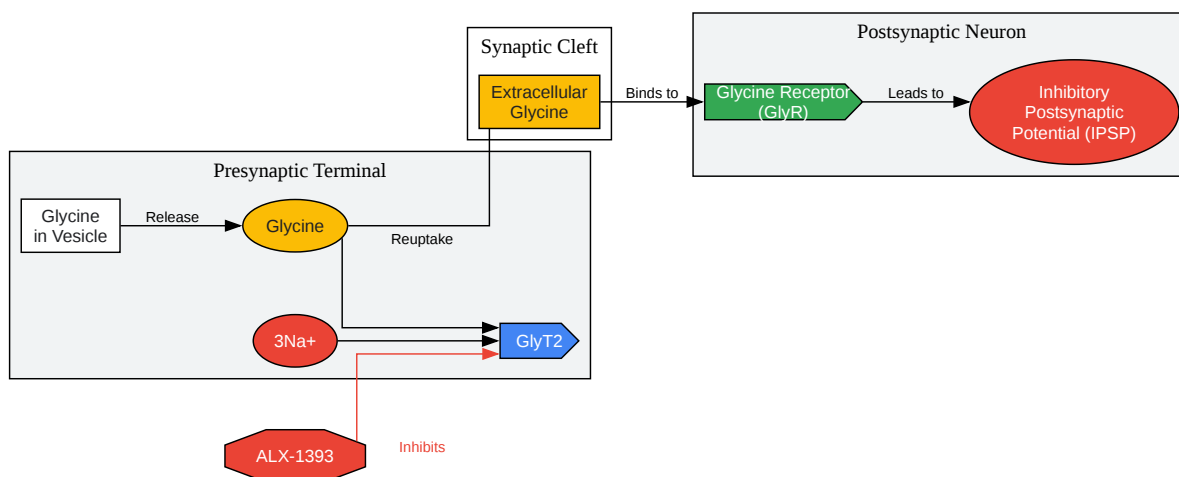 Synaptic Cleft
Extracellular
Glycine
Binds to
Postsynaptic Neuron
Glycine Receptor
(GlyR)
Leads to
Inhibitory
Postsynaptic
Potential (IPSP)
Presynaptic Terminal
Glycine
in Vesicle
Release
Glycine
Reuptake
3Na+
GlyT2
ALX-1393
Inhibits